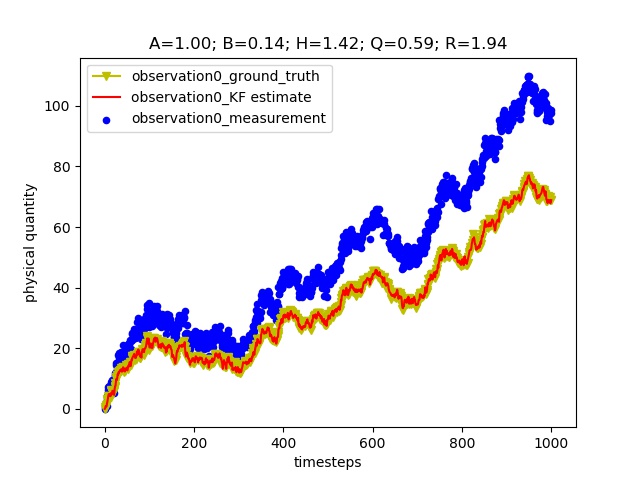 A=1.00; B=0.14; H=1.42; Q=0.59; R=1.94
observation0_ground_truth
observation0_KF estimate
observation0_measurement
100
80
60
40
20
0
physical quantity
0 200 400 600 800 1000
timesteps